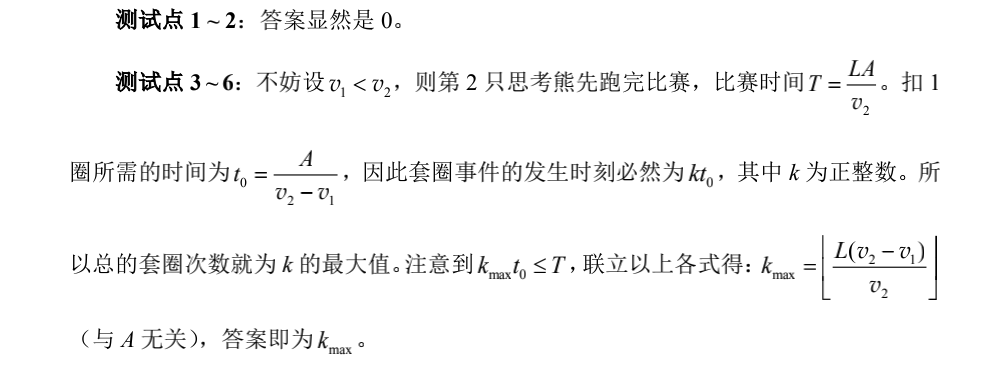 测试点 1 ~ 2：答案显然是 0。
测试点 3 ~ 6：不妨设 v₁ < v₂，则第 2 只思考熊先跑完比赛，比赛时间 T = LA / v₂。扣 1
圈所需的时间为 t₀ = A / (v₂ − v₁)，因此套圈事件的发生时刻必然为 kt₀，其中 k 为正整数。所
以总的套圈次数就为 k 的最大值。注意到 kₘₐₓt₀ ≤ T，联立以上各式得：kₘₐₓ = ⌊L(v₂ − v₁) / v₂⌋
（与 A 无关），答案即为 kₘₐₓ。